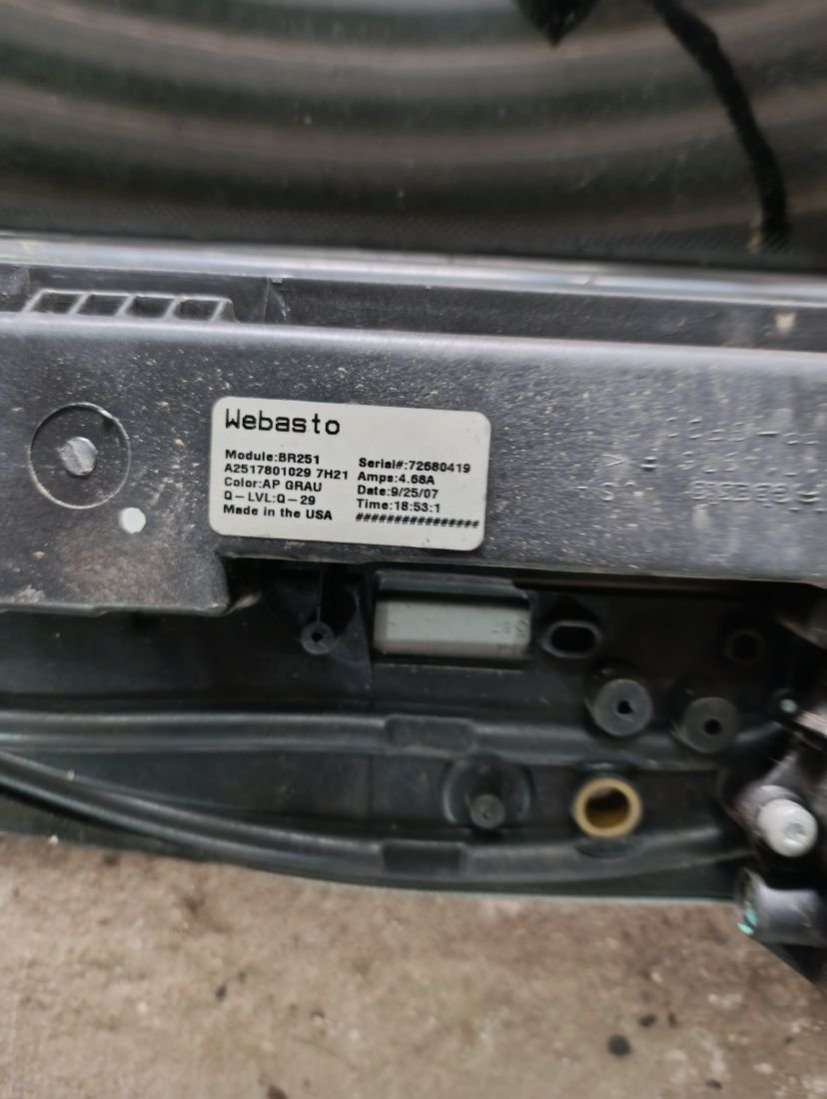 Webasto
Module:BR251
A2517801029 7H21
Color:AP GRAU
Q-LVL:Q-29
Made in the USA
Serial#:72680419
Amps:4.68A
Date:9/25/07
Time:18:53:1
################